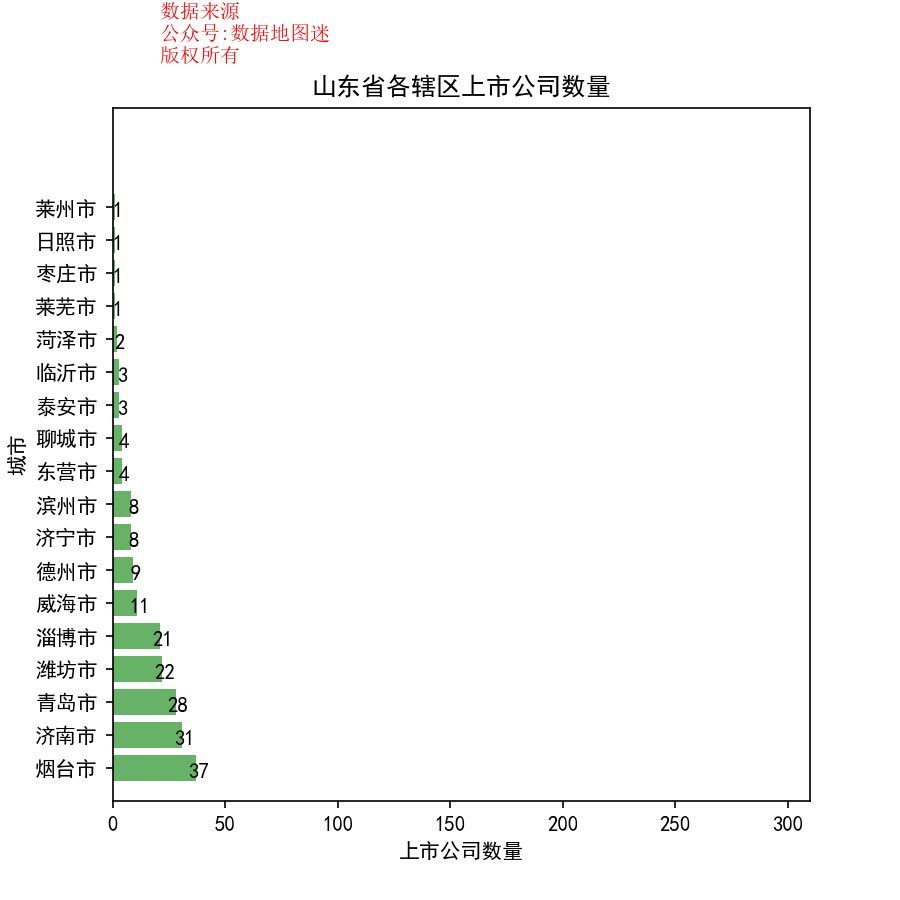 数据来源
公众号:数据地图迷
版权所有
山东省各辖区上市公司数量
城市
莱州市 1
日照市 1
枣庄市 1
莱芜市 1
菏泽市 2
临沂市 3
泰安市 3
聊城市 4
东营市 4
滨州市 8
济宁市 8
德州市 9
威海市 11
淄博市 21
潍坊市 22
青岛市 28
济南市 31
烟台市 37
0 50 100 150 200 250 300
上市公司数量